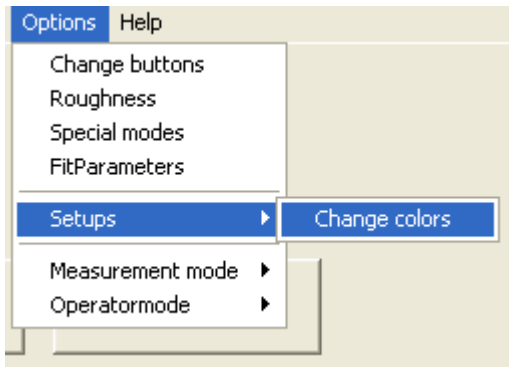 Options Help
Change buttons
Roughness
Special modes
FitParameters
Setups Change colors
Measurement mode
Operatormode